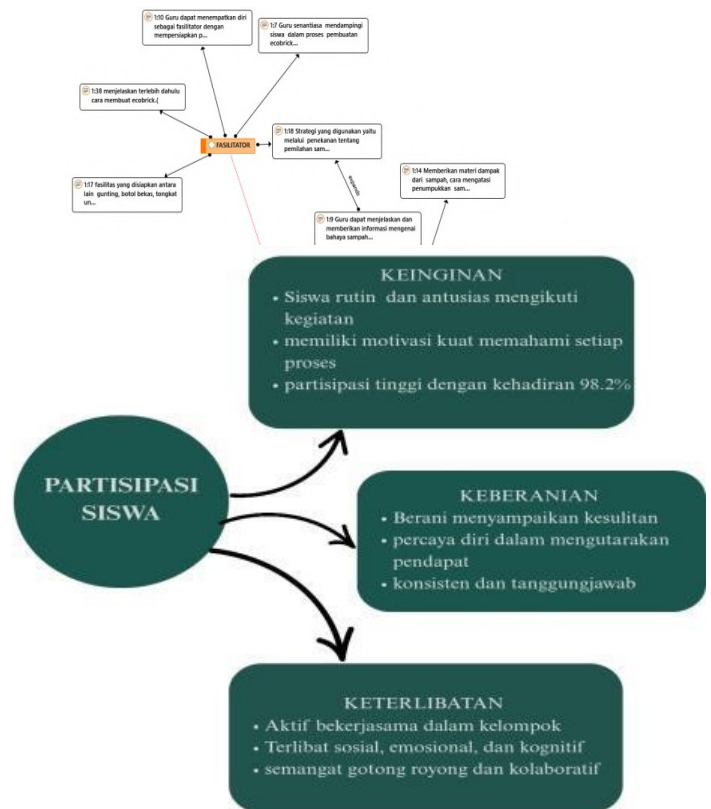 1:10 Guru dapat menempatkan diri
sebagai fasilitator dengan
mempersiapkan p...
1:7 Guru senantiasa mendampingi
siswa dalam proses pembuatan
ecobrick...
1:38 menjelaskan terlebih dahulu
cara membuat ecobrick.(
FASILITATOR
1:18 Strategi yang digunakan yaitu
melalui penekanan tentang
pemilahan sam...
1:17 fasilitas yang disiapkan antara
lain gunting, botol bekas, tongkat
un...
expands
1:14 Memberikan materi dampak
dari sampah, cara mengatasi
penumpukkan sam...
1:9 Guru dapat menjelaskan dan
memberikan informasi mengenai
bahaya sampah...
KEINGINAN
• Siswa rutin dan antusias mengikuti
kegiatan
• memiliki motivasi kuat memahami setiap
proses
• partisipasi tinggi dengan kehadiran 98.2%
PARTISIPASI
SISWA
KEBERANIAN
• Berani menyampaikan kesulitan
• percaya diri dalam mengutarakan
pendapat
• konsisten dan tanggungjawab
KETERLIBATAN
• Aktif bekerjasama dalam kelompok
• Terlibat sosial, emosional, dan kognitif
• semangat gotong royong dan kolaboratif